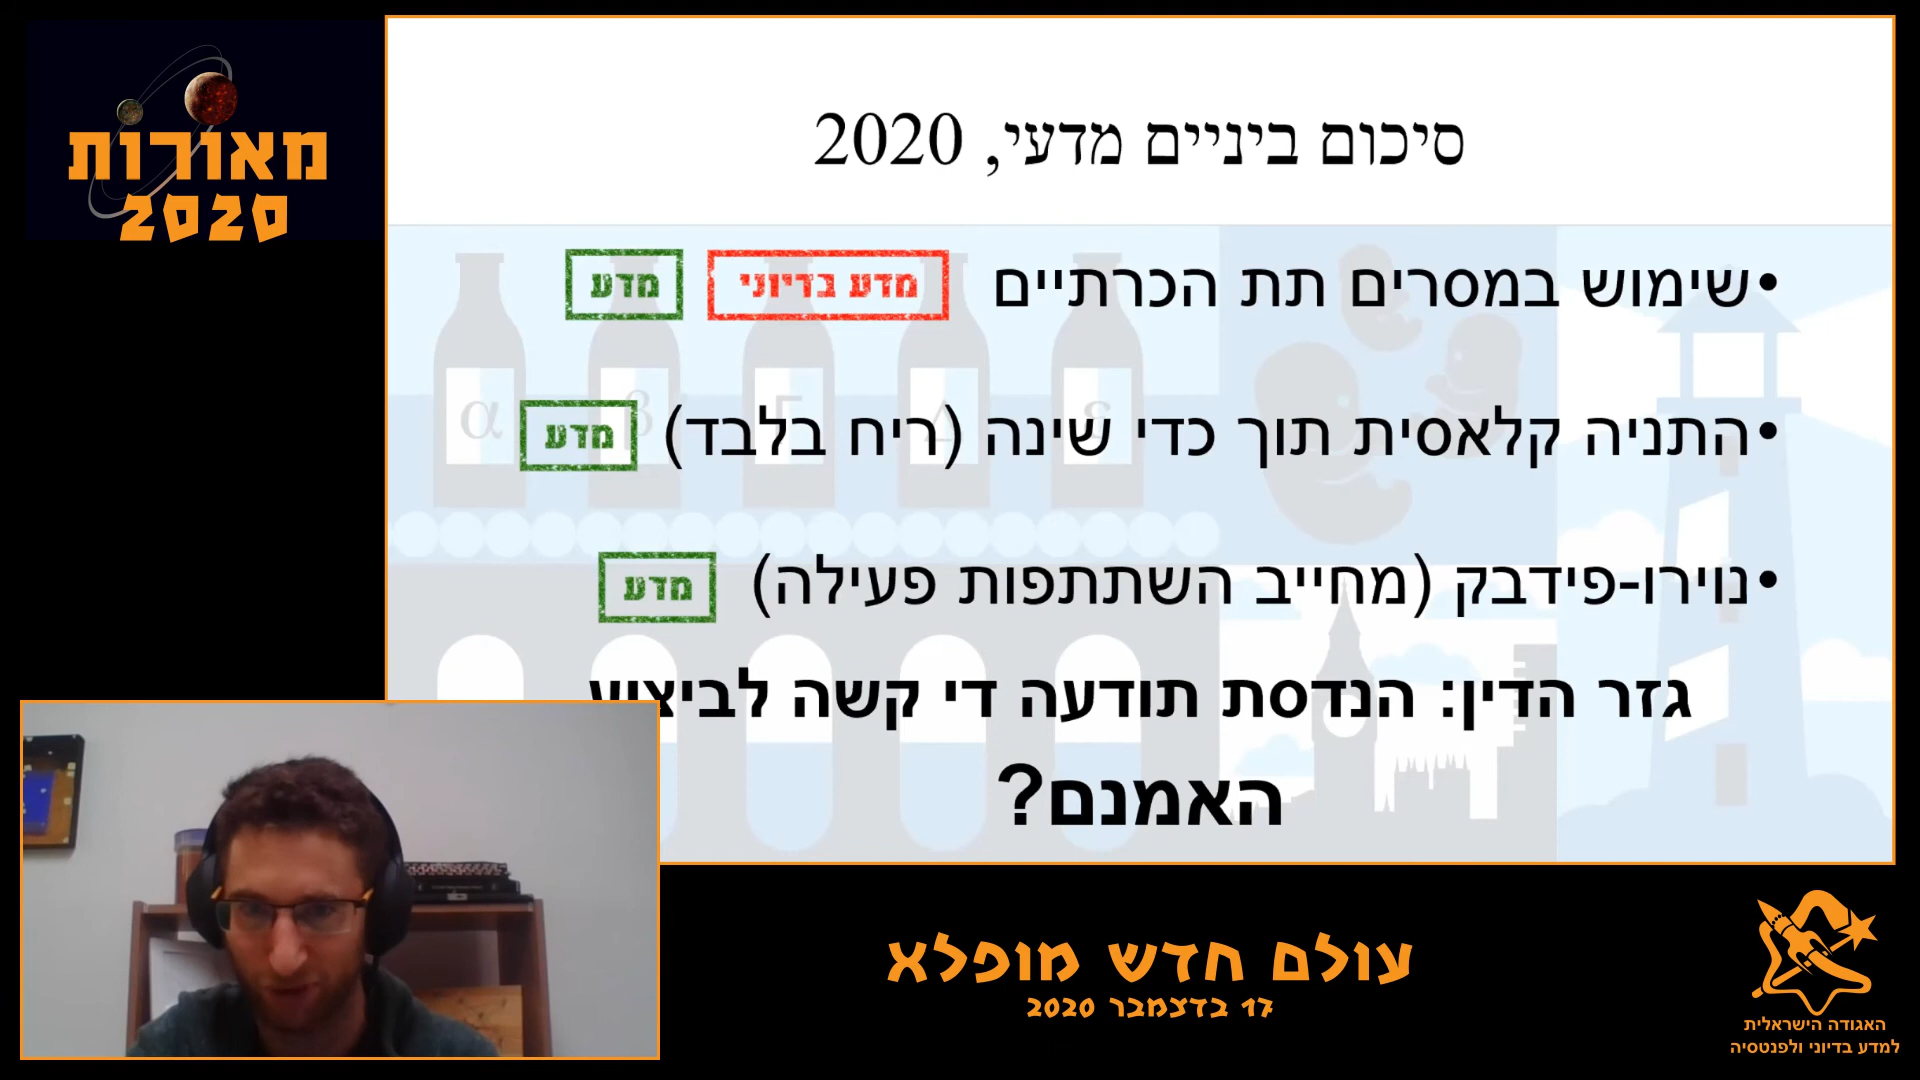 מאורות
2020
סיכום ביניים מדעי, 2020
•שימוש במסרים תת הכרתיים מדע בדיוני מדע
•התניה קלאסית תוך כדי שינה (ריח בלבד) מדע
•נוירו-פידבק (מחייב השתתפות פעילה) מדע
גזר הדין: הנדסת תודעה די קשה לביצוע
האמנם?
α β Γ Δ ε
עולם חדש מופלא
17 בדצמבר 2020
האגודה הישראלית
למדע בדיוני ולפנטסיה